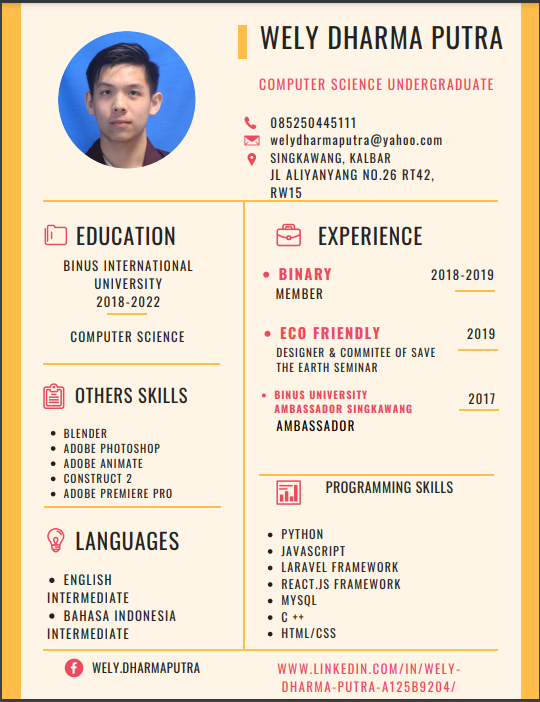 WELY DHARMA PUTRA
COMPUTER SCIENCE UNDERGRADUATE
085250445111
welydharmaputra@yahoo.com
SINGKAWANG, KALBAR
JL ALIYANYANG NO.26 RT42,
RW15
EDUCATION
BINUS INTERNATIONAL
UNIVERSITY
2018-2022
COMPUTER SCIENCE
OTHERS SKILLS
BLENDER
ADOBE PHOTOSHOP
ADOBE ANIMATE
CONSTRUCT 2
ADOBE PREMIERE PRO
LANGUAGES
ENGLISH
INTERMEDIATE
BAHASA INDONESIA
INTERMEDIATE
EXPERIENCE
BINARY 2018-2019
MEMBER
ECO FRIENDLY 2019
DESIGNER & COMMITEE OF SAVE
THE EARTH SEMINAR
BINUS UNIVERSITY 2017
AMBASSADOR SINGKAWANG
AMBASSADOR
PROGRAMMING SKILLS
PYTHON
JAVASCRIPT
LARAVEL FRAMEWORK
REACT.JS FRAMEWORK
MYSQL
C ++
HTML/CSS
WELY.DHARMAPUTRA
WWW.LINKEDIN.COM/IN/WELY-
DHARMA-PUTRA-A125B9204/